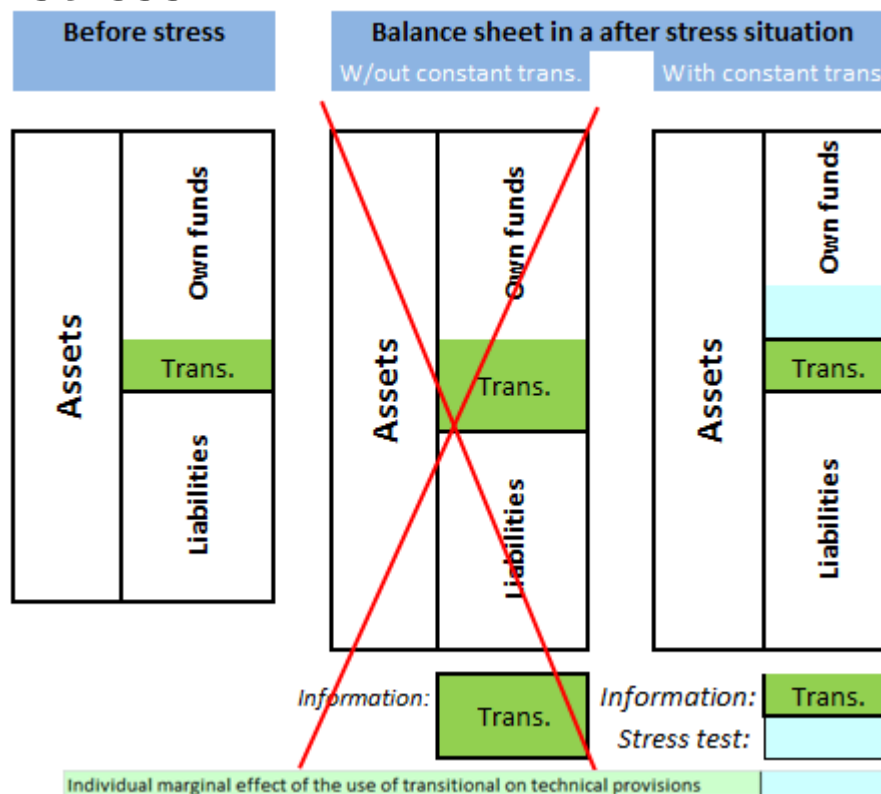 Before stress
Balance sheet in a after stress situation
W/out constant trans.
With constant trans
Assets
Own funds
Trans.
Liabilities
Assets
Own funds
Trans.
Liabilities
Assets
Own funds
Trans.
Liabilities
Information:
Trans.
Information:
Trans.
Stress test:
Individual marginal effect of the use of transitional on technical provisions